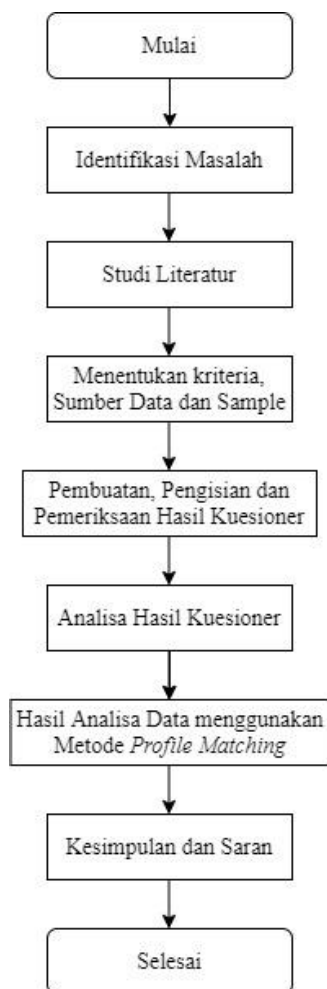 Mulai
Identifikasi Masalah
Studi Literatur
Menentukan kriteria,
Sumber Data dan Sample
Pembuatan, Pengisian dan
Pemeriksaan Hasil Kuesioner
Analisa Hasil Kuesioner
Hasil Analisa Data menggunakan
Metode Profile Matching
Kesimpulan dan Saran
Selesai